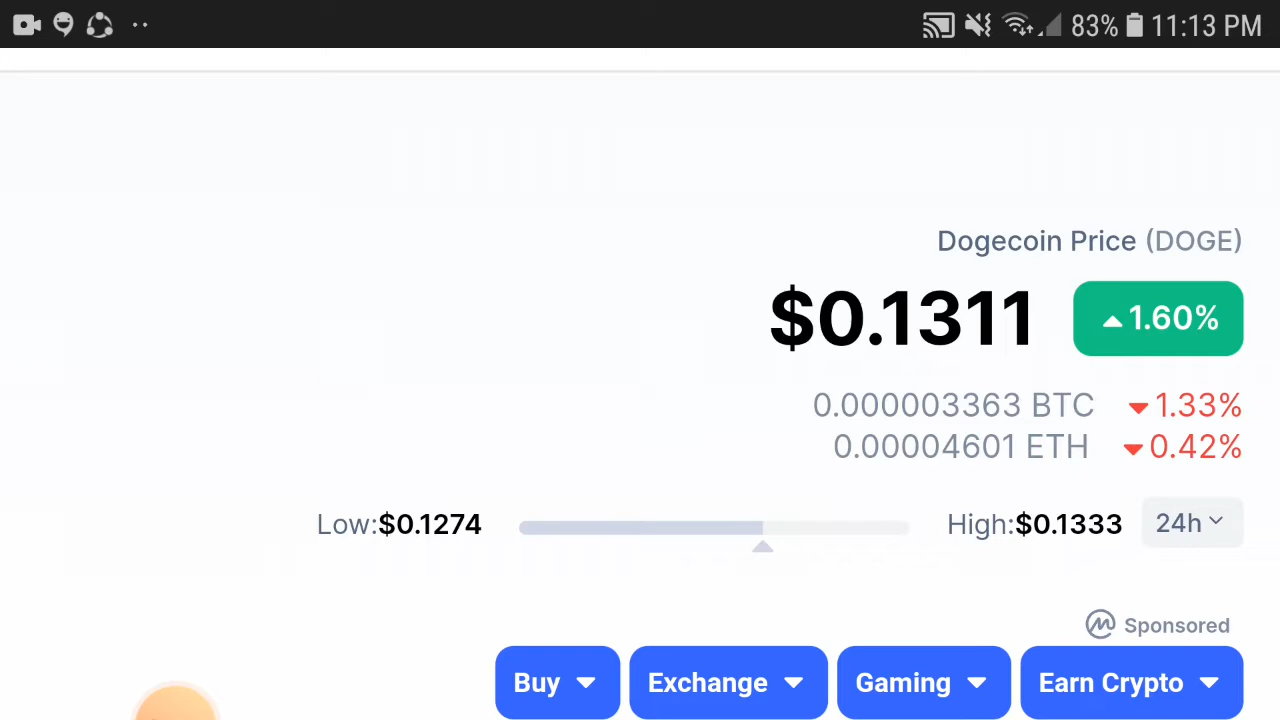 83% 11:13 PM
Dogecoin Price (DOGE)
$0.1311 1.60%
0.000003363 BTC 1.33%
0.00004601 ETH 0.42%
Low:$0.1274 High:$0.1333 24h
Sponsored
Buy Exchange Gaming Earn Crypto